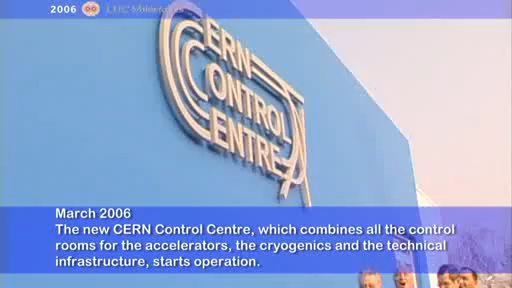 2006 LHC Milestones
CERN
CONTROL
CENTRE
March 2006
The new CERN Control Centre, which combines all the control
rooms for the accelerators, the cryogenics and the technical
infrastructure, starts operation.